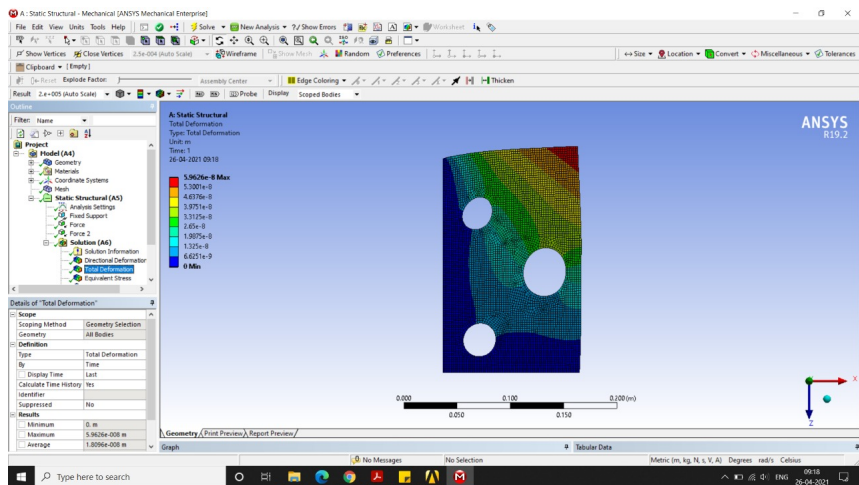 A : Static Structural - Mechanical [ANSYS Mechanical Enterprise]
File Edit View Units Tools Help Solve New Analysis ?/ Show Errors Worksheet
Show Vertices Close Vertices 2.5e-004 (Auto Scale) Wireframe Show Mesh Random Preferences Size Location Convert Miscellaneous Tolerances
Clipboard [ Empty ]
Reset Explode Factor: Assembly Center Edge Coloring Thicken
Result 2.e+005 (Auto Scale) Probe Display Scoped Bodies
Outline
Filter: Name
Project
Model (A4)
Geometry
Materials
Coordinate Systems
Mesh
Static Structural (A5)
Analysis Settings
Fixed Support
Force
Force 2
Solution (A6)
Solution Information
Directional Deformation
Total Deformation
Equivalent Stress
Details of "Total Deformation"
Scope
Scoping Method Geometry Selection
Geometry All Bodies
Definition
Type Total Deformation
By Time
Display Time Last
Calculate Time History Yes
Identifier
Suppressed No
Results
Minimum 0. m
Maximum 5.9626e-008 m
Average 1.8096e-008 m
A: Static Structural
Total Deformation
Type: Total Deformation
Unit: m
Time: 1
26-04-2021 09:18
5.9626e-8 Max
5.3001e-8
4.6376e-8
3.9751e-8
3.3125e-8
2.65e-8
1.9875e-8
1.325e-8
6.6251e-9
0 Min
ANSYS
R19.2
0.000 0.100 0.200 (m)
0.050 0.150
X
Z
Geometry Print Preview Report Preview
Graph Tabular Data
No Messages No Selection Metric (m, kg, N, s, V, A) Degrees rad/s Celsius
Type here to search
ENG
09:18
26-04-2021